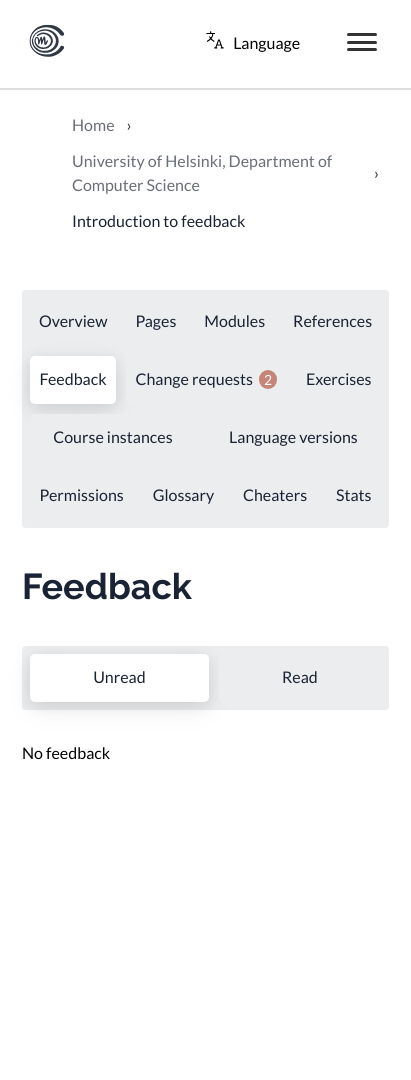 Language
Home ›
University of Helsinki, Department of
Computer Science ›
Introduction to feedback
Overview Pages Modules References
Feedback Change requests 2 Exercises
Course instances Language versions
Permissions Glossary Cheaters Stats
Feedback
Unread Read
No feedback